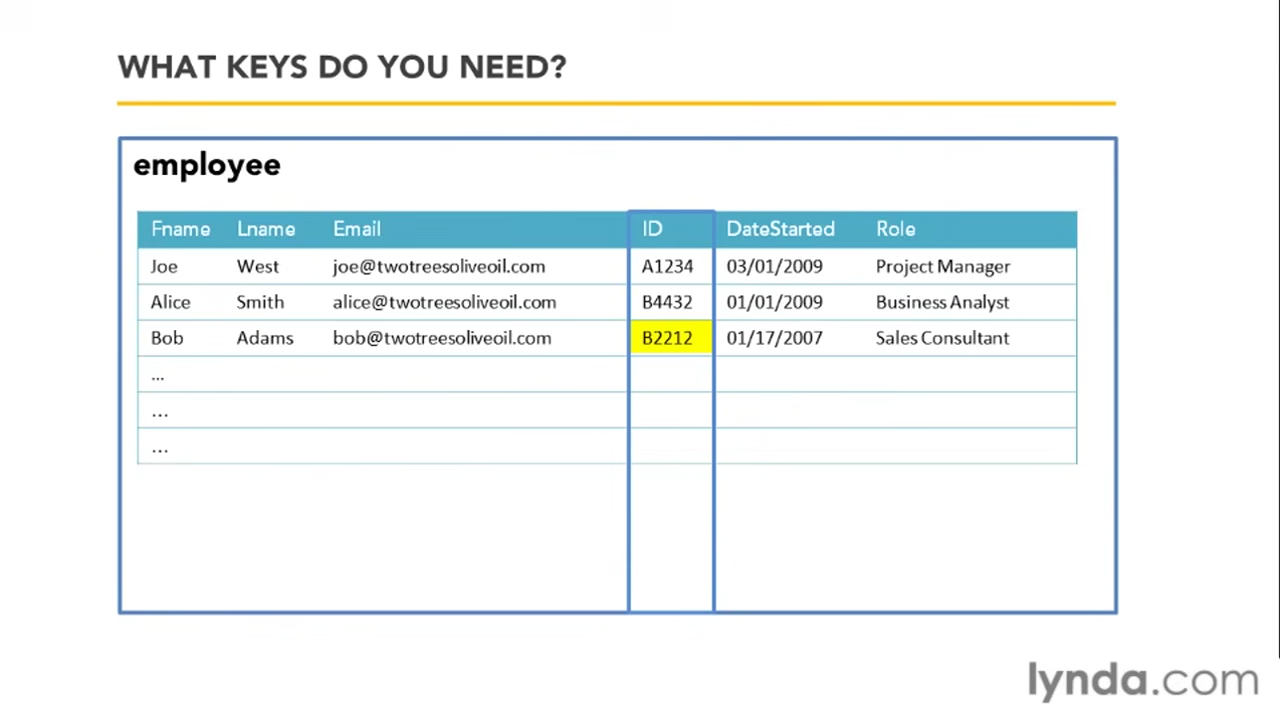 WHAT KEYS DO YOU NEED?
employee
Fname Lname Email ID DateStarted Role
Joe West joe@twotreesoliveoil.com A1234 03/01/2009 Project Manager
Alice Smith alice@twotreesoliveoil.com B4432 01/01/2009 Business Analyst
Bob Adams bob@twotreesoliveoil.com B2212 01/17/2007 Sales Consultant
...
...
...
lynda.com